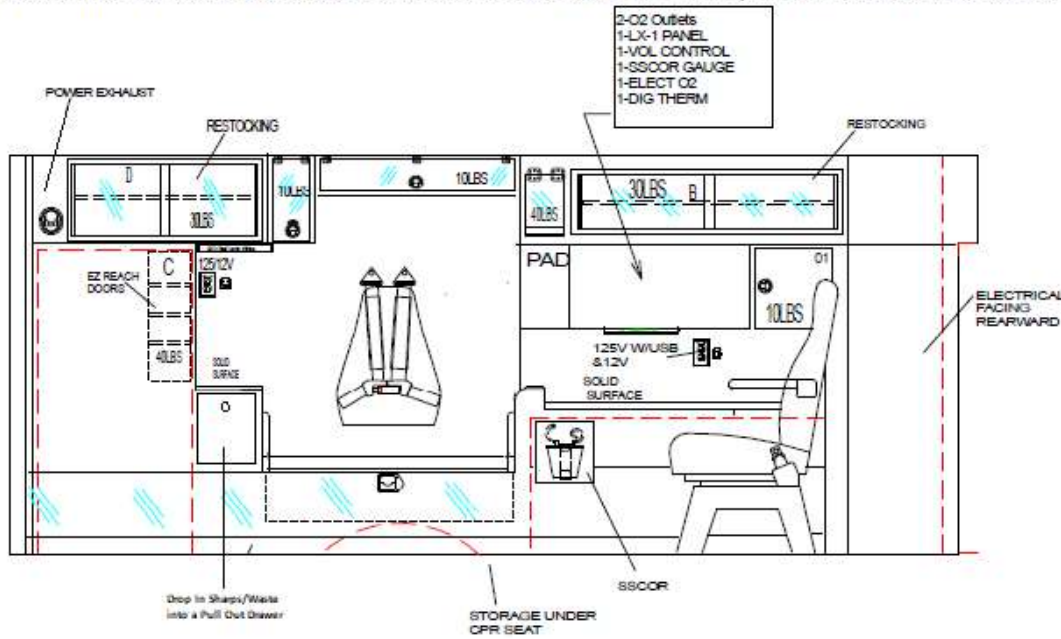 2-O2 Outlets
1-LX-1 PANEL
1-VOL CONTROL
1-SSCOR GAUGE
1-ELECT O2
1-DIG THERM
POWER EXHAUST
RESTOCKING
RESTOCKING
D
30LBS
10LBS
10LBS
40LBS
30LBS
B
EZ REACH
DOORS
C
40LBS
125/12V
SOLID
SURFACE
PAD
O1
10LBS
125V W/USB
&12V
SOLID
SURFACE
ELECTRICAL
FACING
REARWARD
SSCOR
Drop In Sharps/Waste
into a Pull Out Drawer
STORAGE UNDER
CPR SEAT